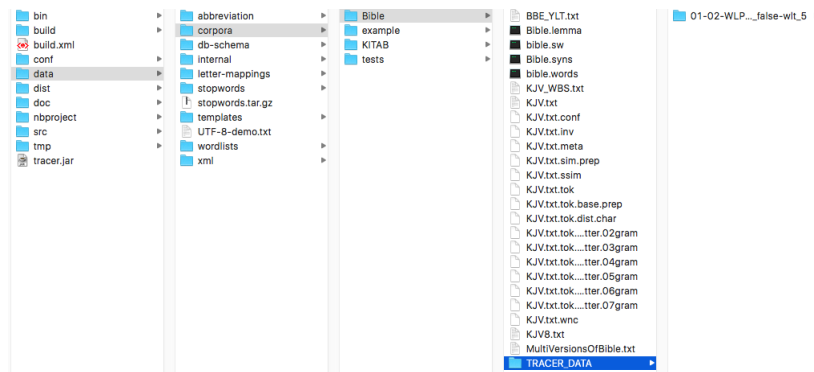 bin
build
build.xml
conf
data
dist
doc
nbproject
src
tmp
tracer.jar
abbreviation
corpora
db-schema
internal
letter-mappings
stopwords
stopwords.tar.gz
templates
UTF-8-demo.txt
wordlists
xml
Bible
example
KITAB
tests
BBE_YLT.txt
Bible.lemma
bible.sw
Bible.syns
bible.words
KJV_WBS.txt
KJV.txt
KJV.txt.conf
KJV.txt.inv
KJV.txt.meta
KJV.txt.sim.prep
KJV.txt.ssim
KJV.txt.tok
KJV.txt.tok.base.prep
KJV.txt.tok.dist.char
KJV.txt.tok....tter.02gram
KJV.txt.tok....tter.03gram
KJV.txt.tok....tter.04gram
KJV.txt.tok....tter.05gram
KJV.txt.tok....tter.06gram
KJV.txt.tok....tter.07gram
KJV.txt.wnc
KJV8.txt
MultiVersionsOfBible.txt
TRACER_DATA
01-02-WLP..._false-wlt_5